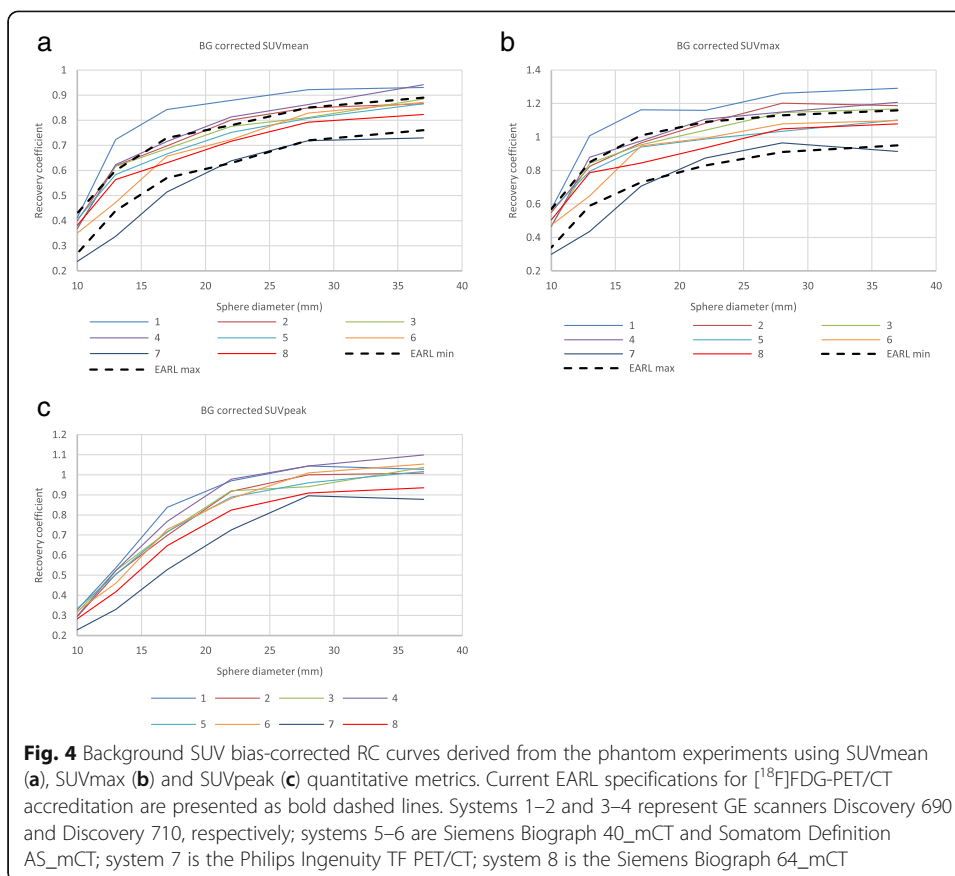 a
BG corrected SUVmean
1
0.9
0.8
0.7
0.6
0.5
0.4
0.3
0.2
Recovery coefficient
10 15 20 25 30 35 40
Sphere diameter (mm)
1 2 3
4 5 6
7 8 EARL min
EARL max
b
BG corrected SUVmax
1.4
1.2
1
0.8
0.6
0.4
0.2
Recovery coefficient
10 15 20 25 30 35 40
Sphere diameter (mm)
1 2 3
4 5 6
7 8 EARL min
EARL max
c
BG corrected SUVpeak
1.2
1.1
1
0.9
0.8
0.7
0.6
0.5
0.4
0.3
0.2
Recovery coefficient
10 15 20 25 30 35 40
Sphere diameter (mm)
1 2 3 4
5 6 7 8
Fig. 4 Background SUV bias-corrected RC curves derived from the phantom experiments using SUVmean
(a), SUVmax (b) and SUVpeak (c) quantitative metrics. Current EARL specifications for [18F]FDG-PET/CT
accreditation are presented as bold dashed lines. Systems 1–2 and 3–4 represent GE scanners Discovery 690
and Discovery 710, respectively; systems 5–6 are Siemens Biograph 40_mCT and Somatom Definition
AS_mCT; system 7 is the Philips Ingenuity TF PET/CT; system 8 is the Siemens Biograph 64_mCT